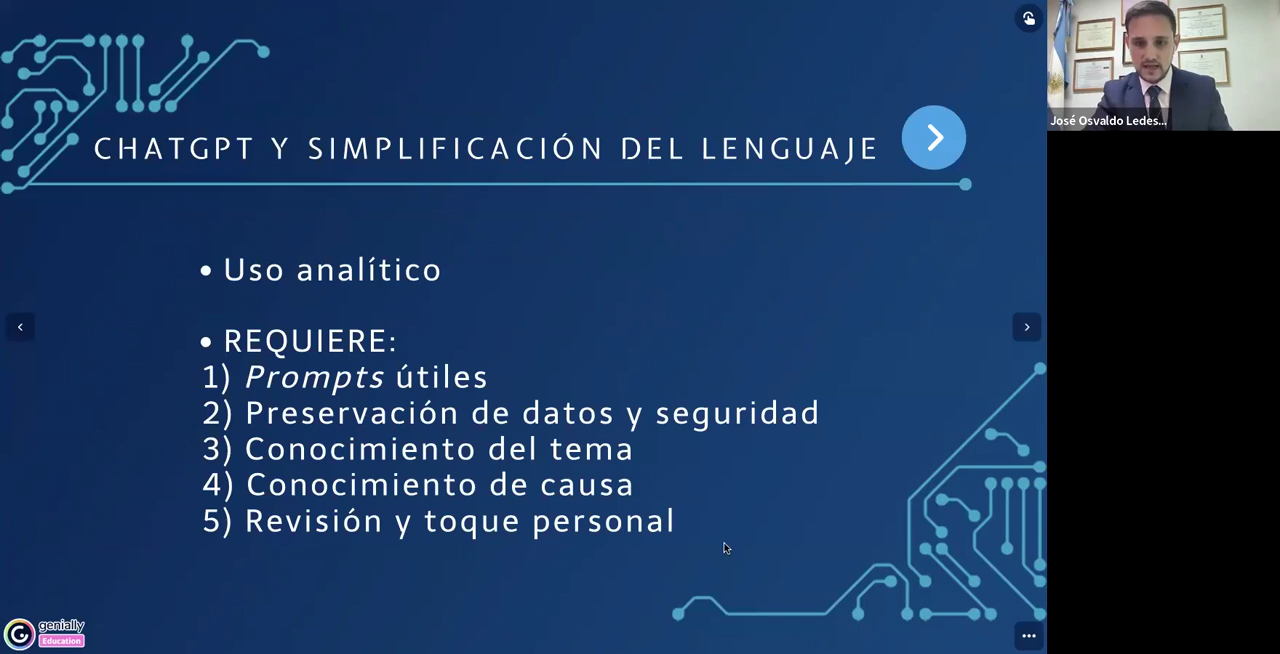 CHATGPT Y SIMPLIFICACIÓN DEL LENGUAJE
• Uso analítico
• REQUIERE:
1) Prompts útiles
2) Preservación de datos y seguridad
3) Conocimiento del tema
4) Conocimiento de causa
5) Revisión y toque personal
José Osvaldo Ledes...
genially
Education